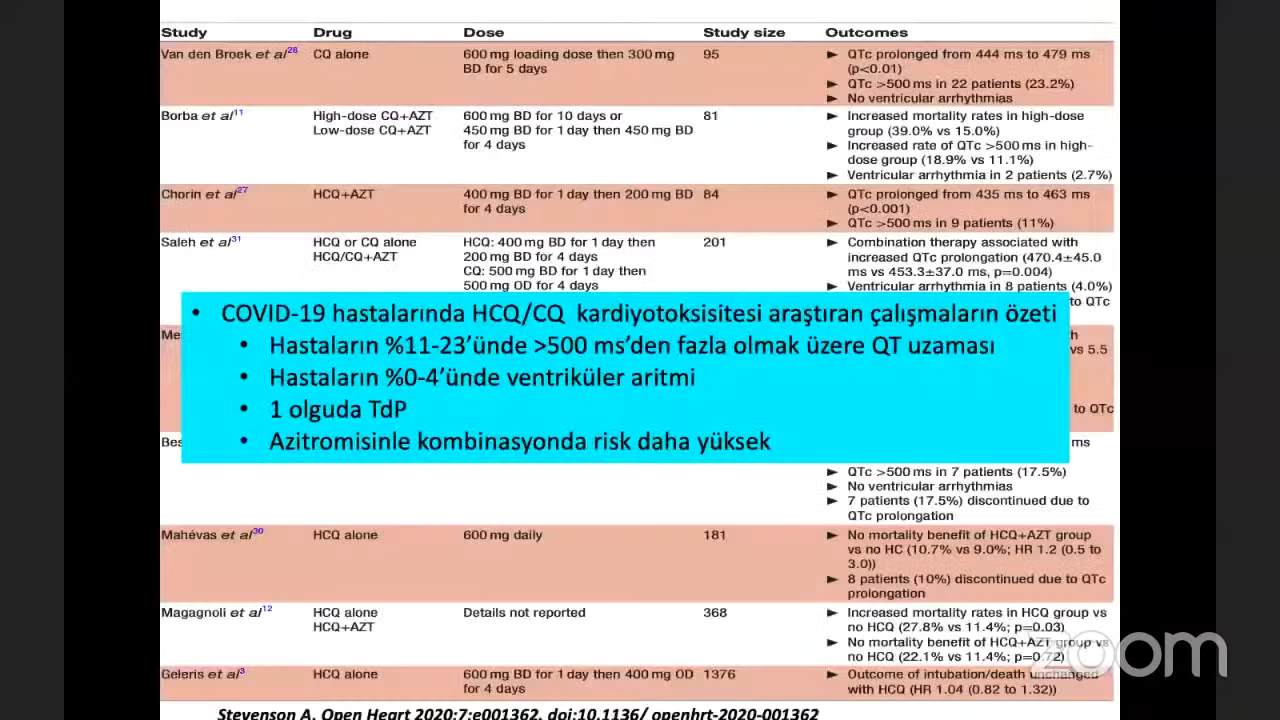 Study Drug Dose Study size Outcomes
Van den Broek et al28 CQ alone 600 mg loading dose then 300 mg BD for 5 days 95 ► QTc prolonged from 444 ms to 479 ms (p<0.01)
► QTc >500 ms in 22 patients (23.2%)
► No ventricular arrhythmias
Borba et al11 High-dose CQ+AZT Low-dose CQ+AZT 600 mg BD for 10 days or 450 mg BD for 1 day then 450 mg BD for 4 days 81 ► Increased mortality rates in high-dose group (39.0% vs 15.0%)
► Increased rate of QTc >500 ms in high-dose group (18.9% vs 11.1%)
► Ventricular arrhythmia in 2 patients (2.7%)
Chorin et al27 HCQ+AZT 400 mg BD for 1 day then 200 mg BD for 4 days 84 ► QTc prolonged from 435 ms to 463 ms (p<0.001)
► QTc >500 ms in 9 patients (11%)
Saleh et al31 HCQ or CQ alone HCQ/CQ+AZT HCQ: 400 mg BD for 1 day then 200 mg BD for 4 days CQ: 500 mg BD for 1 day then 500 mg OD for 4 days 201 ► Combination therapy associated with increased QTc prolongation (470.4±45.0 ms vs 453.3±37.0 ms, p=0.004)
► Ventricular arrhythmia in 8 patients (4.0%)
to QTc
• COVID-19 hastalarında HCQ/CQ kardiyotoksisitesi araştıran çalışmaların özeti
• Hastaların %11-23’ünde >500 ms’den fazla olmak üzere QT uzaması
• Hastaların %0-4’ünde ventriküler aritmi
• 1 olguda TdP
• Azitromisinle kombinasyonda risk daha yüksek
vs 5.5
to QTc
ms
► QTc >500 ms in 7 patients (17.5%)
► No ventricular arrhythmias
► 7 patients (17.5%) discontinued due to QTc prolongation
Mahévas et al30 HCQ alone 600 mg daily 181 ► No mortality benefit of HCQ+AZT group vs no HC (10.7% vs 9.0%; HR 1.2 (0.5 to 3.0))
► 8 patients (10%) discontinued due to QTc prolongation
Magagnoli et al12 HCQ alone HCQ+AZT Details not reported 368 ► Increased mortality rates in HCQ group vs no HCQ (27.8% vs 11.4%; p=0.03)
► No mortality benefit of HCQ+AZT group vs no HCQ (22.1% vs 11.4%; p=0.72)
Geleris et al3 HCQ alone 600 mg BD for 1 day then 400 mg OD for 4 days 1376 ► Outcome of intubation/death unchanged with HCQ (HR 1.04 (0.82 to 1.32))
zoom
Stevenson A. Open Heart 2020;7:e001362. doi:10.1136/ openhrt-2020-001362